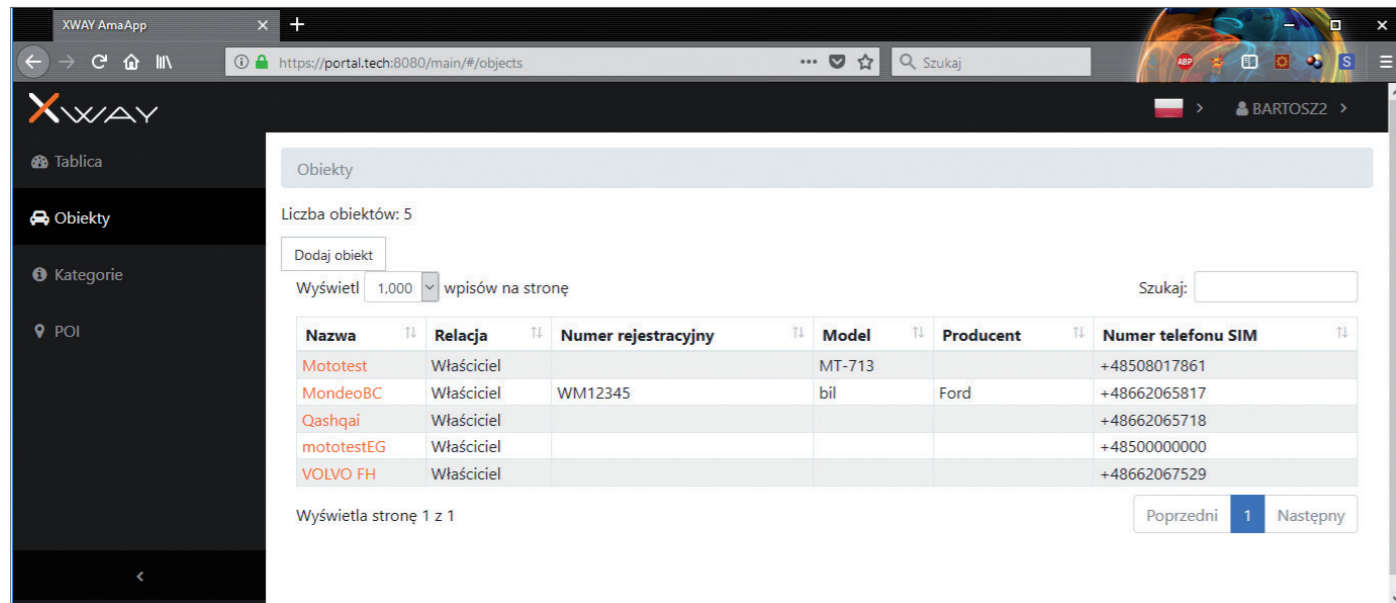 XWAY AmaApp
https://portal.tech:8080/main/#/objects
Szukaj
ABP
S
XWAY
BARTOSZ2
Tablica
Obiekty
Kategorie
POI
Obiekty
Liczba obiektów: 5
Dodaj obiekt
Wyświetl 1,000 wpisów na stronę
Szukaj:
Nazwa Relacja Numer rejestracyjny Model Producent Numer telefonu SIM
Mototest Właściciel MT-713 +48508017861
MondeoBC Właściciel WM12345 bil Ford +48662065817
Qashqai Właściciel +48662065718
mototestEG Właściciel +48500000000
VOLVO FH Właściciel +48662067529
Wyświetla stronę 1 z 1
Poprzedni 1 Następny